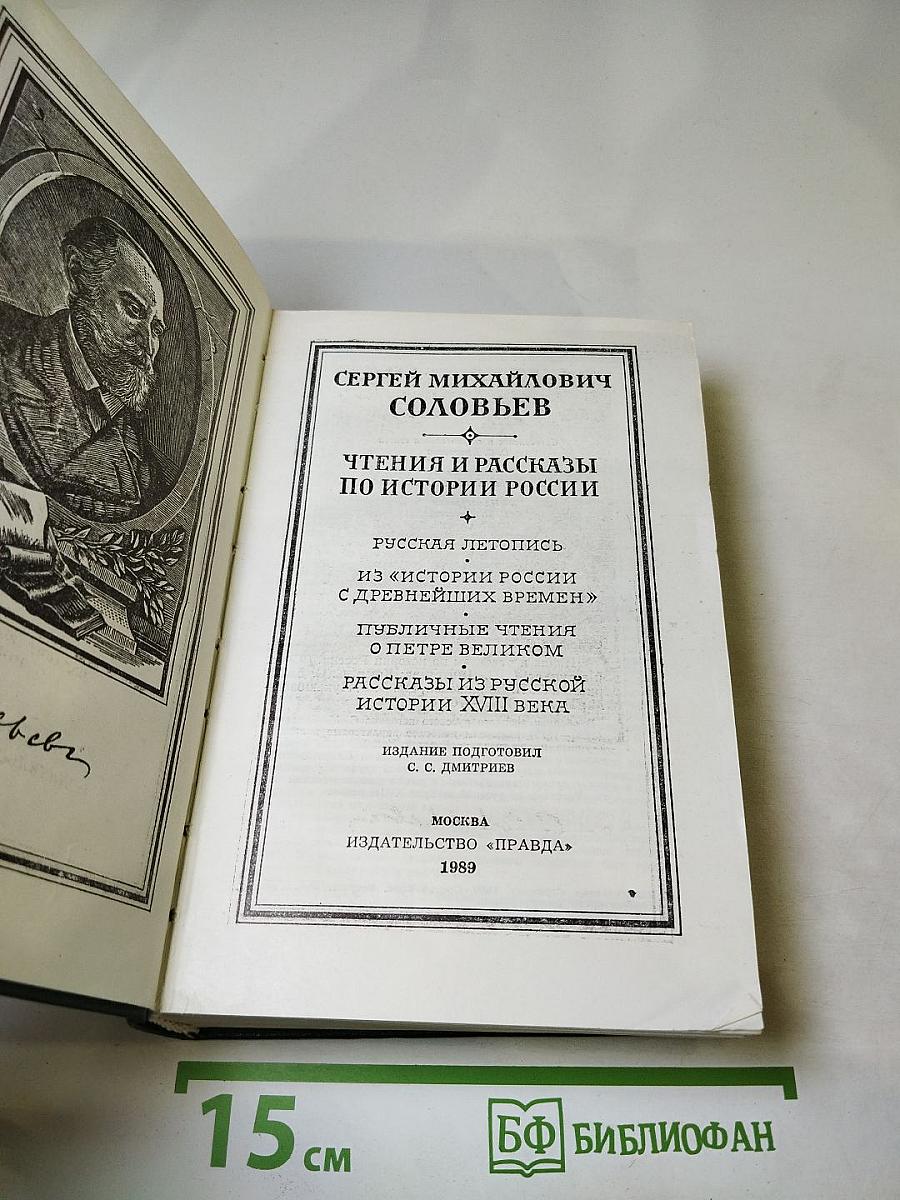 СЕРГЕЙ МИХАЙЛОВИЧ
СОЛОВЬЕВ
ЧТЕНИЯ И РАССКАЗЫ
ПО ИСТОРИИ РОССИИ
РУССКАЯ ЛЕТОПИСЬ
ИЗ «ИСТОРИИ РОССИИ
С ДРЕВНЕЙШИХ ВРЕМЕН»
ПУБЛИЧНЫЕ ЧТЕНИЯ
О ПЕТРЕ ВЕЛИКОМ
РАССКАЗЫ ИЗ РУССКОЙ
ИСТОРИИ XVIII ВЕКА
ИЗДАНИЕ ПОДГОТОВИЛ
С. С. ДМИТРИЕВ
МОСКВА
ИЗДАТЕЛЬСТВО «ПРАВДА»
1989
15 см
БФ БИБЛИОФАН